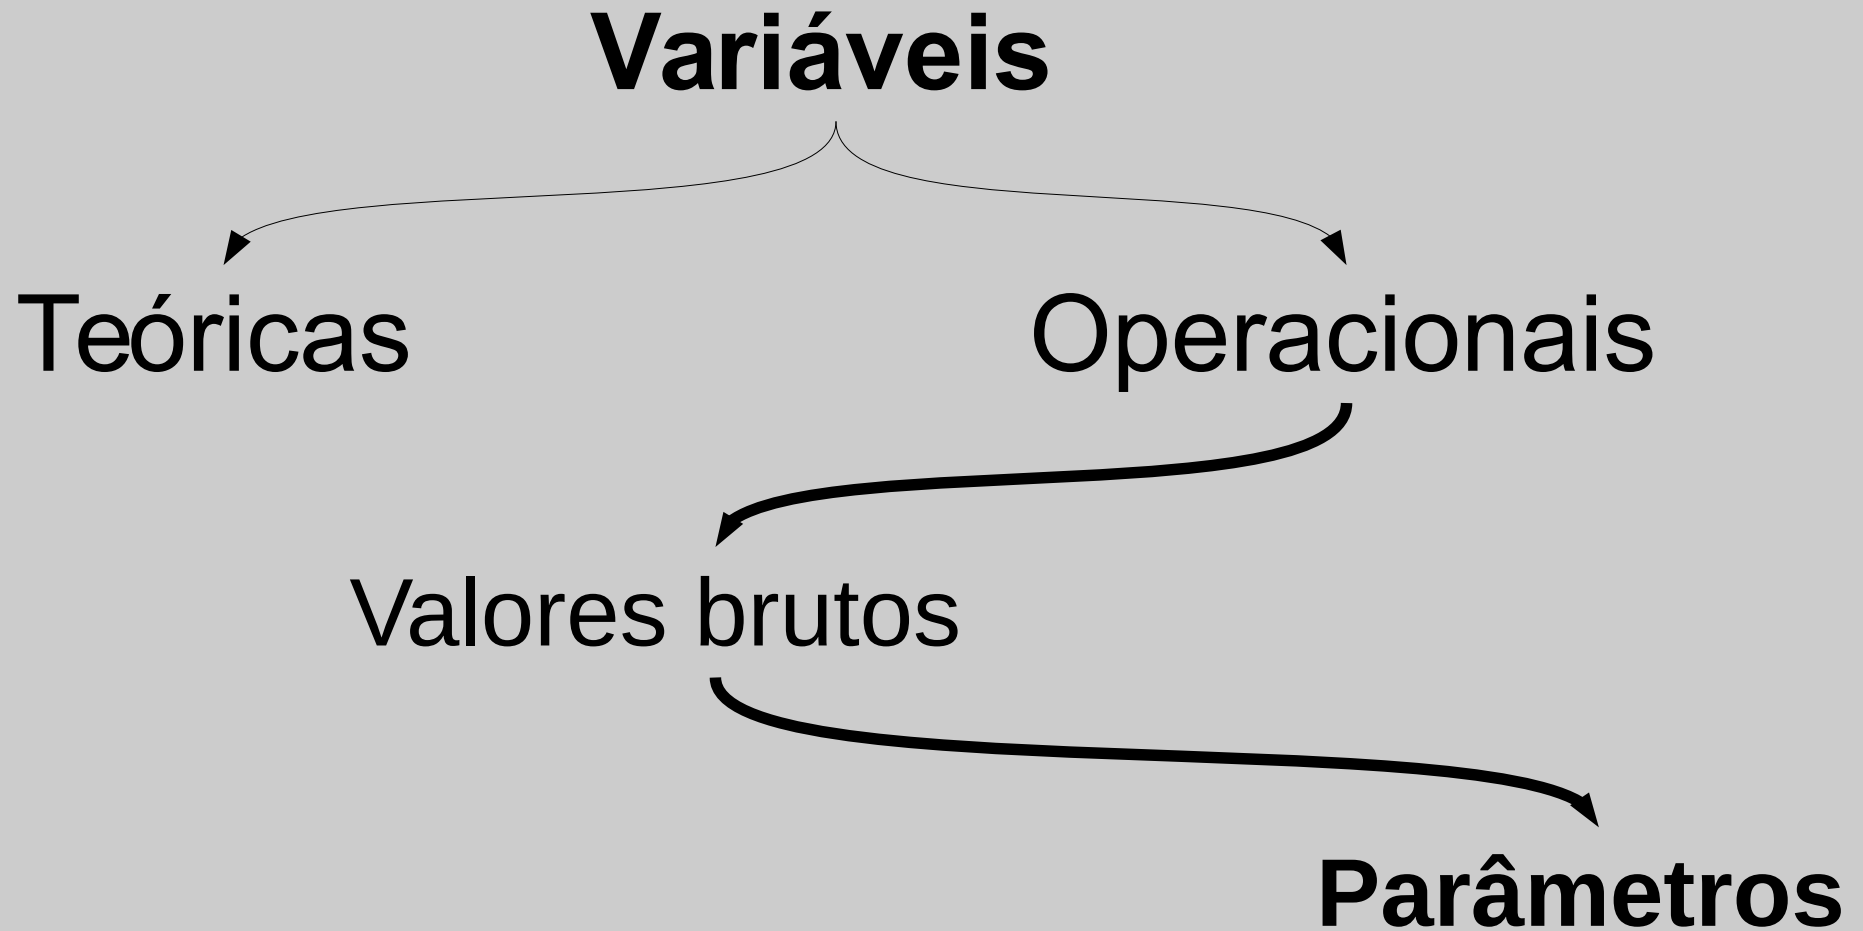 Variáveis
Teóricas
Operacionais
Valores brutos
Parâmetros